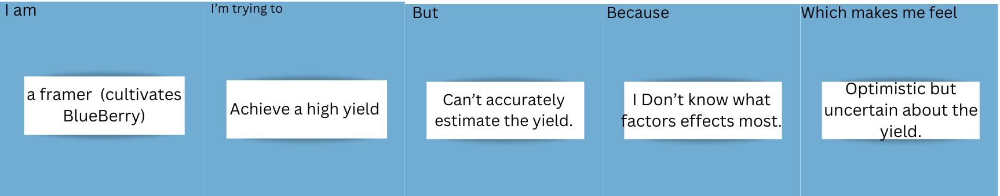 I am
a framer (cultivates
BlueBerry)
I'm trying to
Achieve a high yield
But
Can't accurately
estimate the yield.
Because
I Don't know what
factors effects most.
Which makes me feel
Optimistic but
uncertain about the
yield.